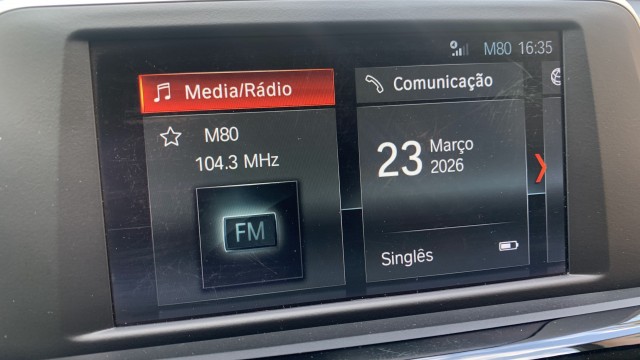 M80 16:35
Media/Rádio
Comunicação
M80
104.3 MHz
23
Março
2026
FM
Singlês